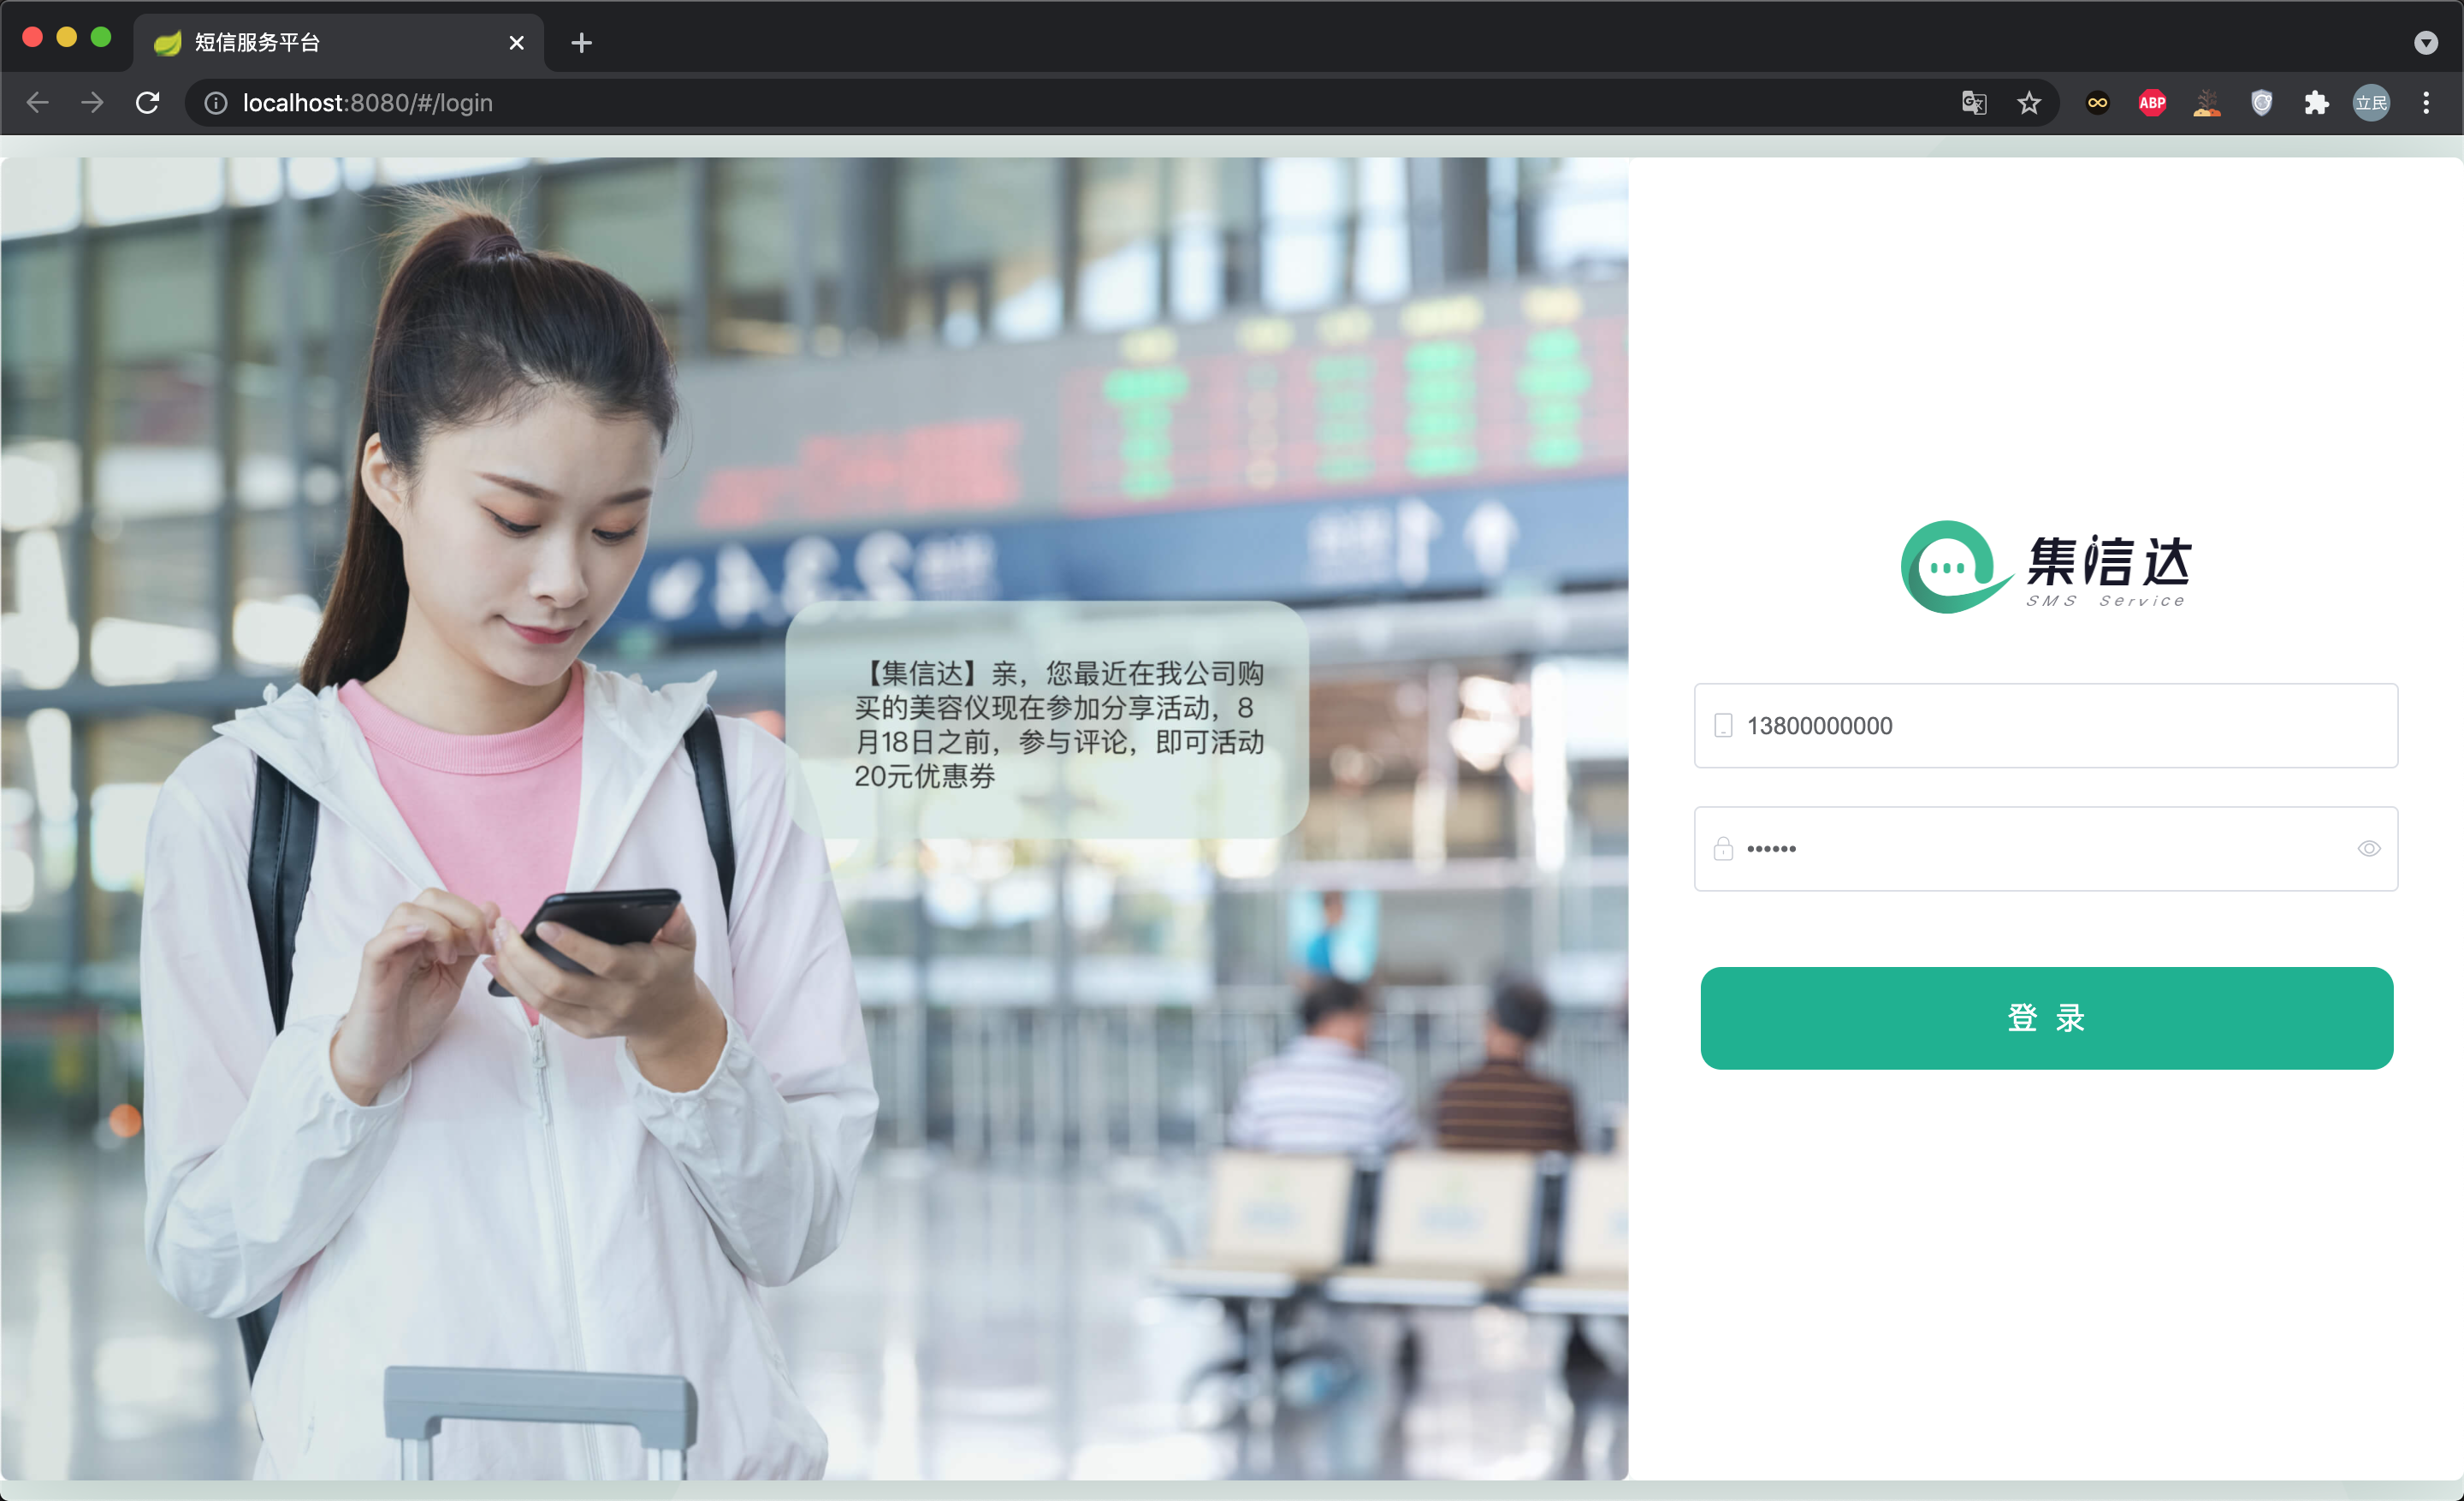 短信服务平台
localhost:8080/#/login
ABP
立民
【集信达】亲，您最近在我公司购
买的美容仪现在参加分享活动，8
月18日之前，参与评论，即可活动
20元优惠券
集信达
SMS Service
13800000000
••••••
登 录